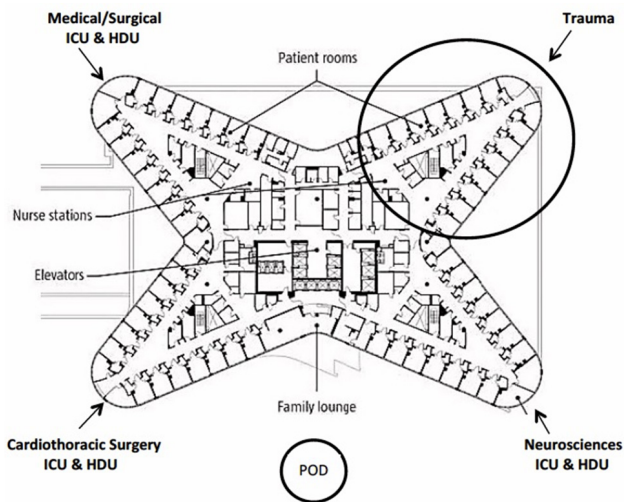 Medical/Surgical
ICU & HDU
Trauma
Patient rooms
Nurse stations
Elevators
Family lounge
Cardiothoracic Surgery
ICU & HDU
Neurosciences
ICU & HDU
POD